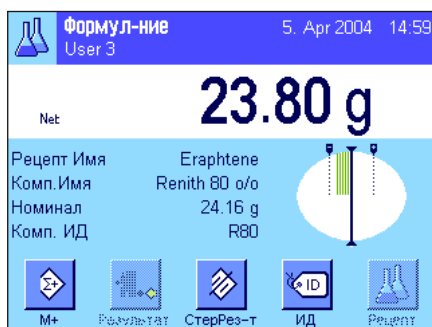 Формул-ние 5. Apr 2004 14:59
User 3
Net 23.80 g
Рецепт Имя Eraphtene
Комп.Имя Renith 80 o/o
Номинал 24.16 g
Комп. ИД R80
Σ+ ID
М+ Результат СтерРез-т ИД Рецепт